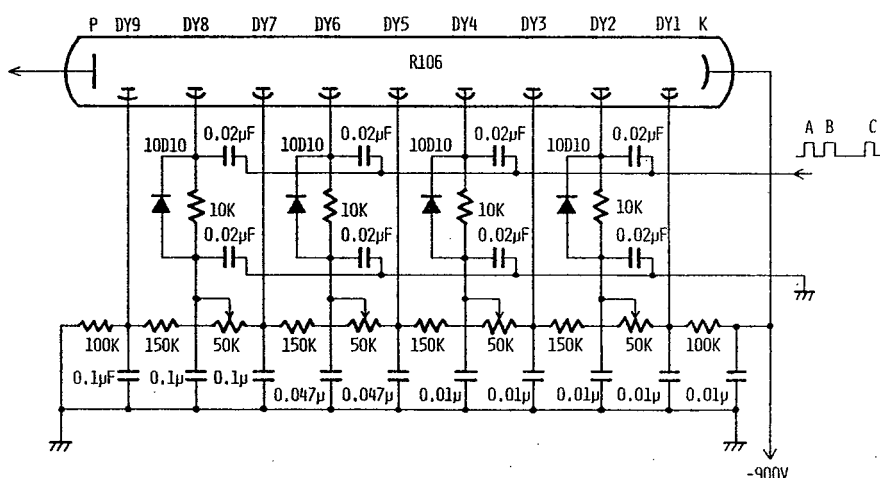 P DY9 DY8 DY7 DY6 DY5 DY4 DY3 DY2 DY1 K
R106
A B C
10D10 0.02μF 10D10 0.02μF 10D10 0.02μF 10D10 0.02μF
10K 10K 10K 10K
0.02μF 0.02μF 0.02μF 0.02μF
100K 150K 50K 150K 50K 150K 50K 150K 50K 100K
0.1μF 0.1μ 0.1μ 0.047μ 0.047μ 0.01μ 0.01μ 0.01μ 0.01μ 0.01μ
-900V